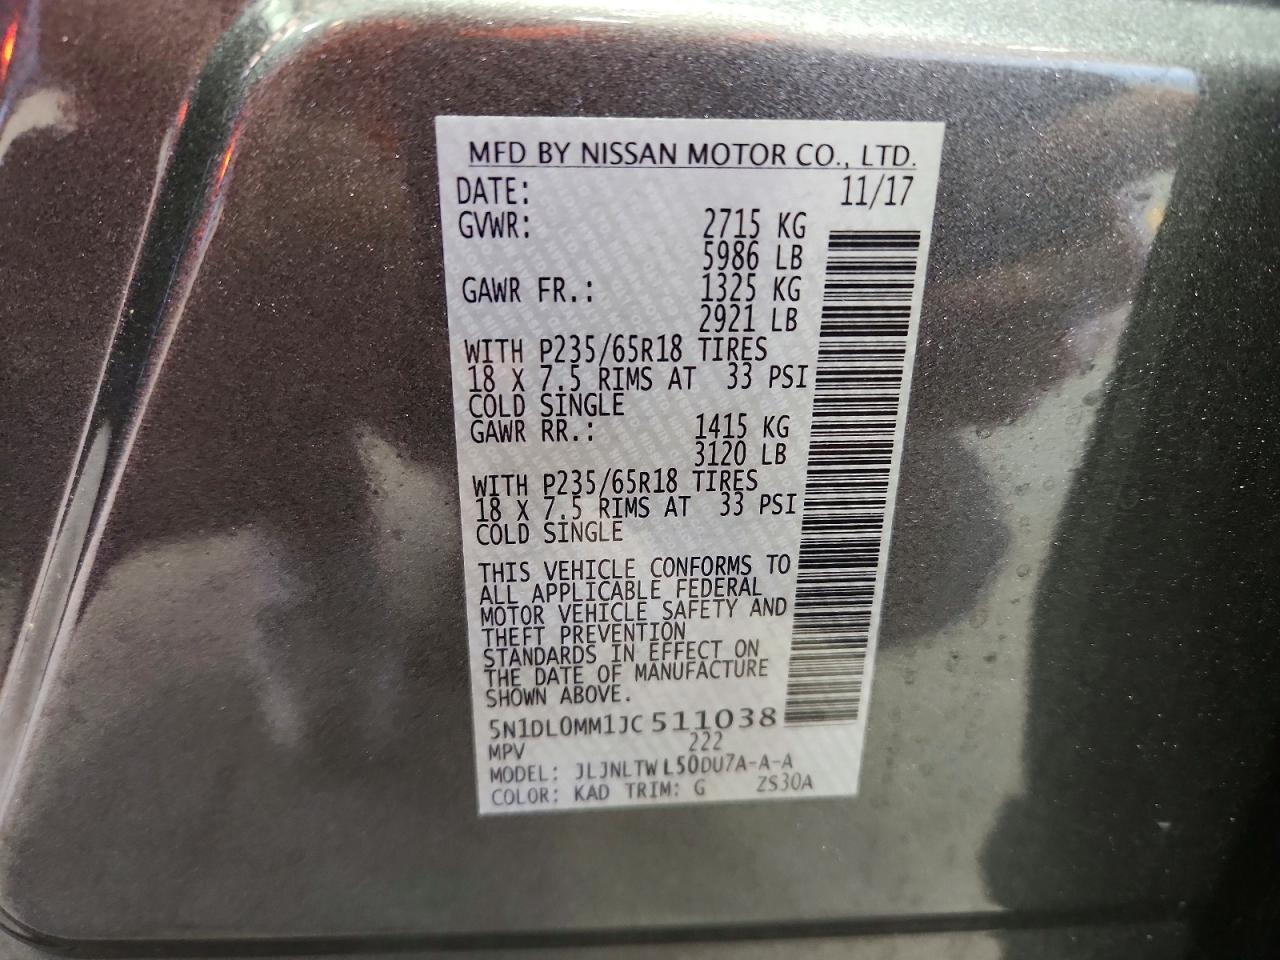 MFD BY NISSAN MOTOR CO., LTD.
DATE: 11/17
GVWR: 2715 KG
5986 LB
GAWR FR.: 1325 KG
2921 LB
WITH P235/65R18 TIRES
18 X 7.5 RIMS AT 33 PSI
COLD SINGLE
GAWR RR.: 1415 KG
3120 LB
WITH P235/65R18 TIRES
18 X 7.5 RIMS AT 33 PSI
COLD SINGLE
THIS VEHICLE CONFORMS TO
ALL APPLICABLE FEDERAL
MOTOR VEHICLE SAFETY AND
THEFT PREVENTION
STANDARDS IN EFFECT ON
THE DATE OF MANUFACTURE
SHOWN ABOVE.
5N1DL0MM1JC511038
MPV 222
MODEL: JLJNLTWL50DU7A-A-A
COLOR: KAD TRIM: G ZS30A